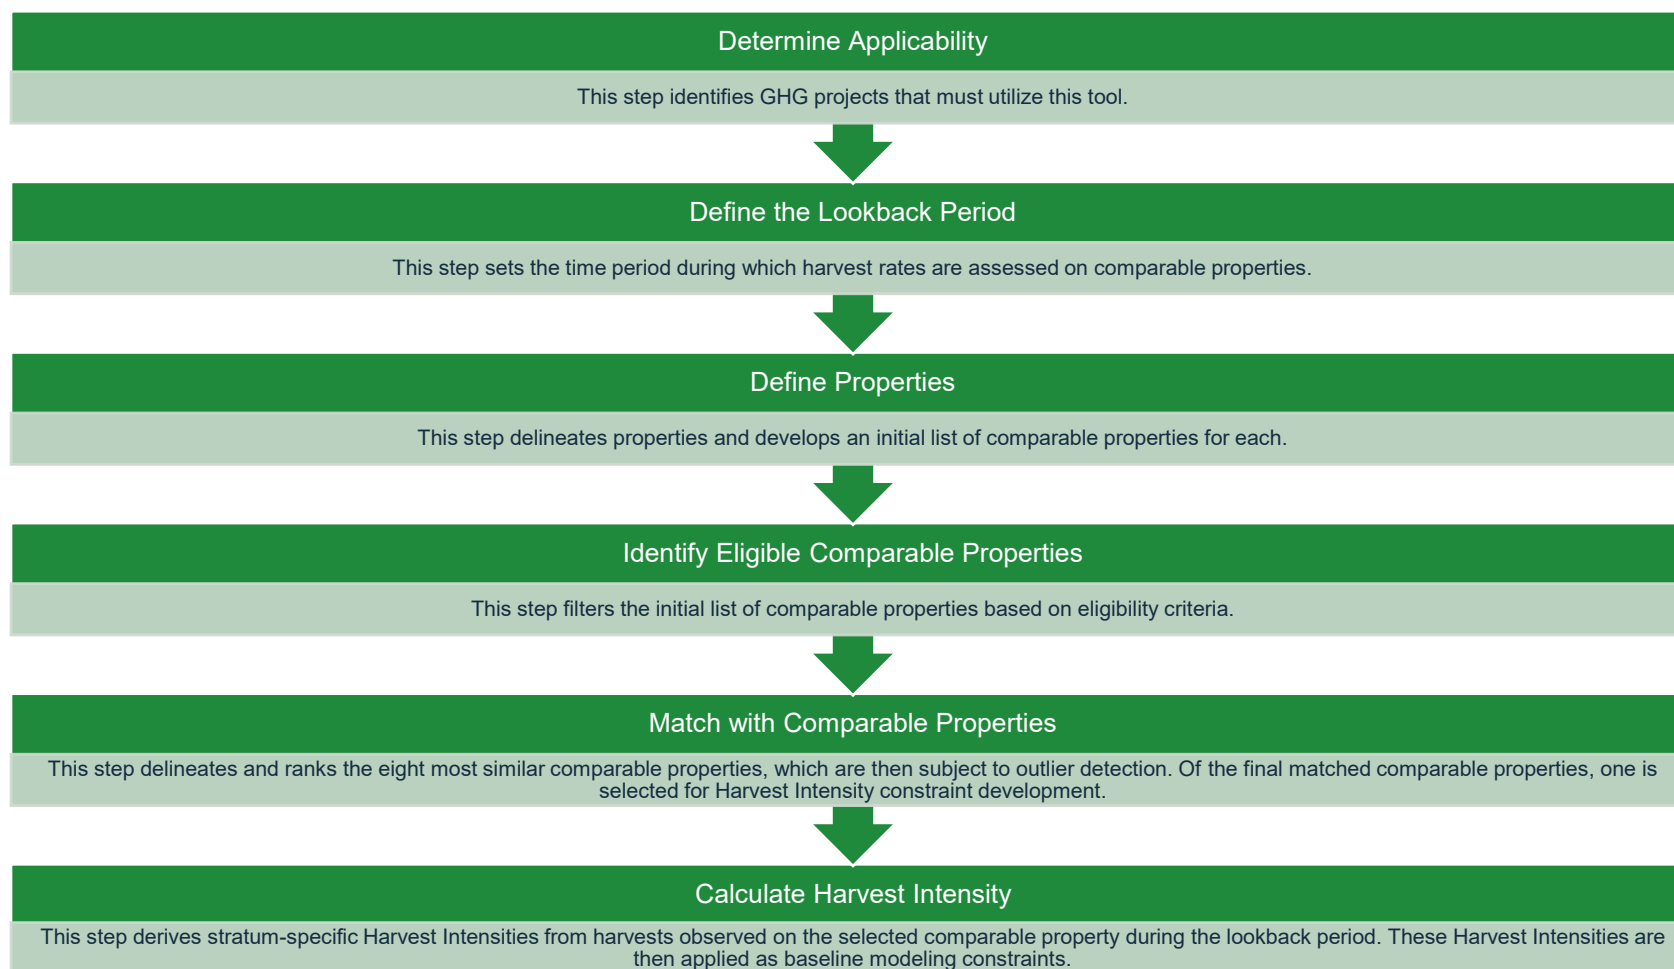 Determine Applicability
This step identifies GHG projects that must utilize this tool.
Define the Lookback Period
This step sets the time period during which harvest rates are assessed on comparable properties.
Define Properties
This step delineates properties and develops an initial list of comparable properties for each.
Identify Eligible Comparable Properties
This step filters the initial list of comparable properties based on eligibility criteria.
Match with Comparable Properties
This step delineates and ranks the eight most similar comparable properties, which are then subject to outlier detection. Of the final matched comparable properties, one is
selected for Harvest Intensity constraint development.
Calculate Harvest Intensity
This step derives stratum-specific Harvest Intensities from harvests observed on the selected comparable property during the lookback period. These Harvest Intensities are
then applied as baseline modeling constraints.